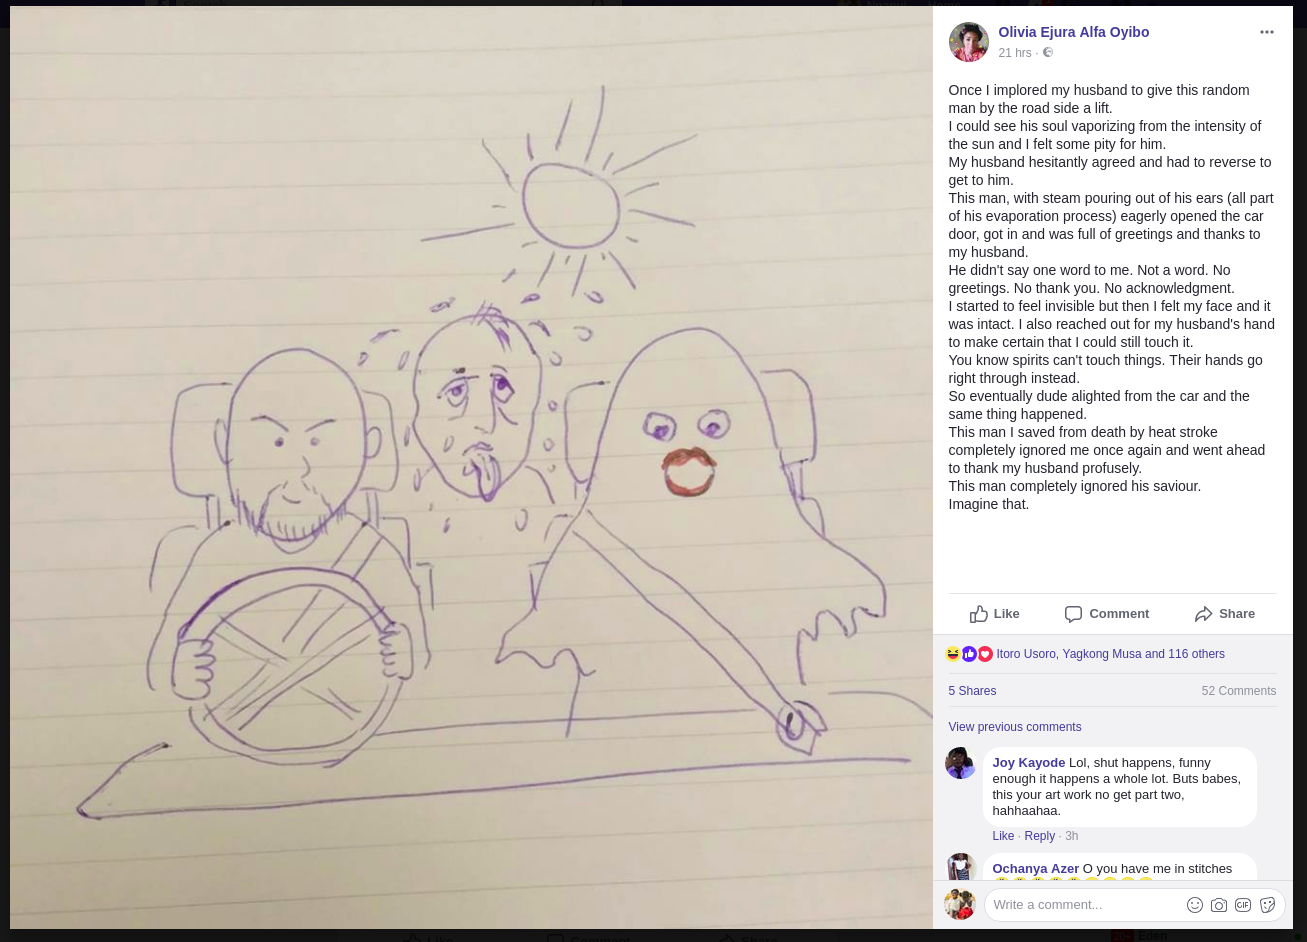 Olivia Ejura Alfa Oyibo
21 hrs ·
Once I implored my husband to give this random
man by the road side a lift.
I could see his soul vaporizing from the intensity of
the sun and I felt some pity for him.
My husband hesitantly agreed and had to reverse to
get to him.
This man, with steam pouring out of his ears (all part
of his evaporation process) eagerly opened the car
door, got in and was full of greetings and thanks to
my husband.
He didn't say one word to me. Not a word. No
greetings. No thank you. No acknowledgment.
I started to feel invisible but then I felt my face and it
was intact. I also reached out for my husband's hand
to make certain that I could still touch it.
You know spirits can't touch things. Their hands go
right through instead.
So eventually dude alighted from the car and the
same thing happened.
This man I saved from death by heat stroke
completely ignored me once again and went ahead
to thank my husband profusely.
This man completely ignored his saviour.
Imagine that.
Like Comment Share
Itoro Usoro, Yagkong Musa and 116 others
5 Shares 52 Comments
View previous comments
Joy Kayode Lol, shut happens, funny
enough it happens a whole lot. Buts babes,
this your art work no get part two,
hahhaahaa.
Like · Reply · 3h
Ochanya Azer O you have me in stitches
Write a comment...
GIF